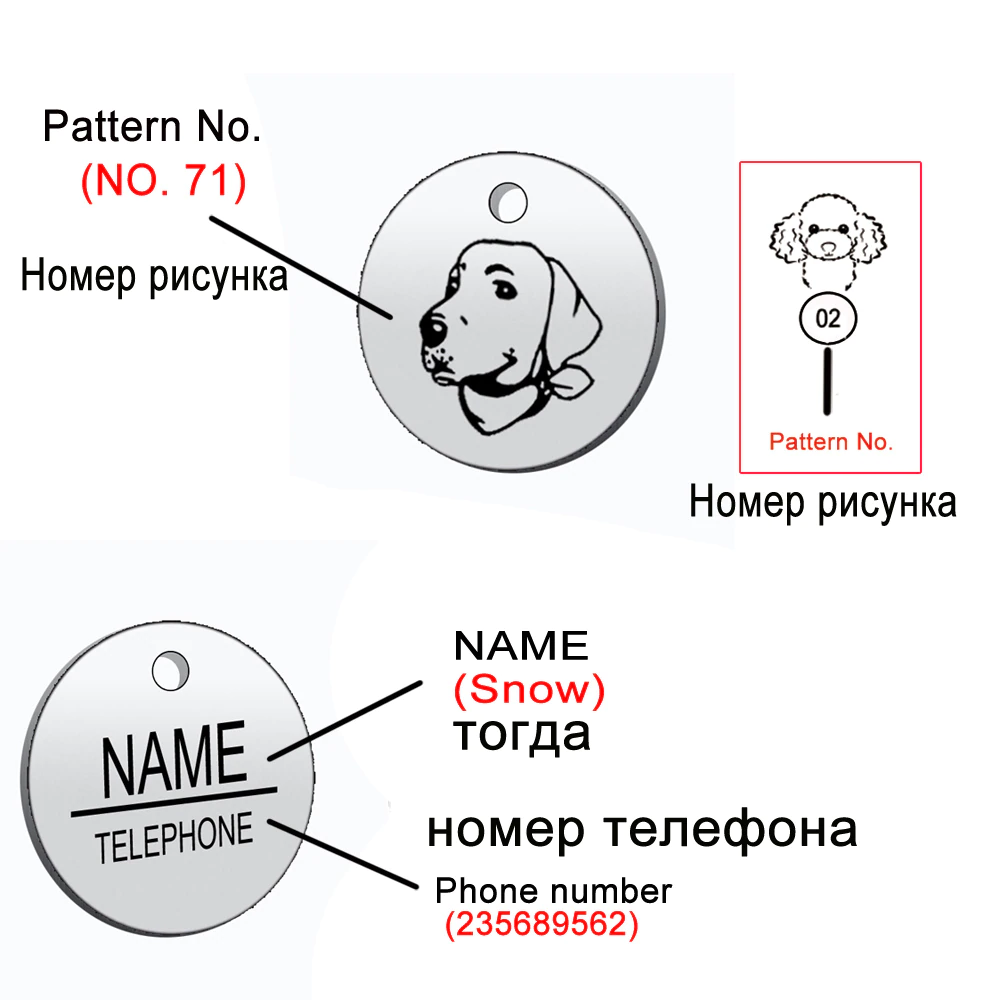 Pattern No.
(NO. 71)
Номер рисунка
02
Pattern No.
Номер рисунка
NAME
TELEPHONE
NAME
(Snow)
тогда
номер телефона
Phone number
(235689562)